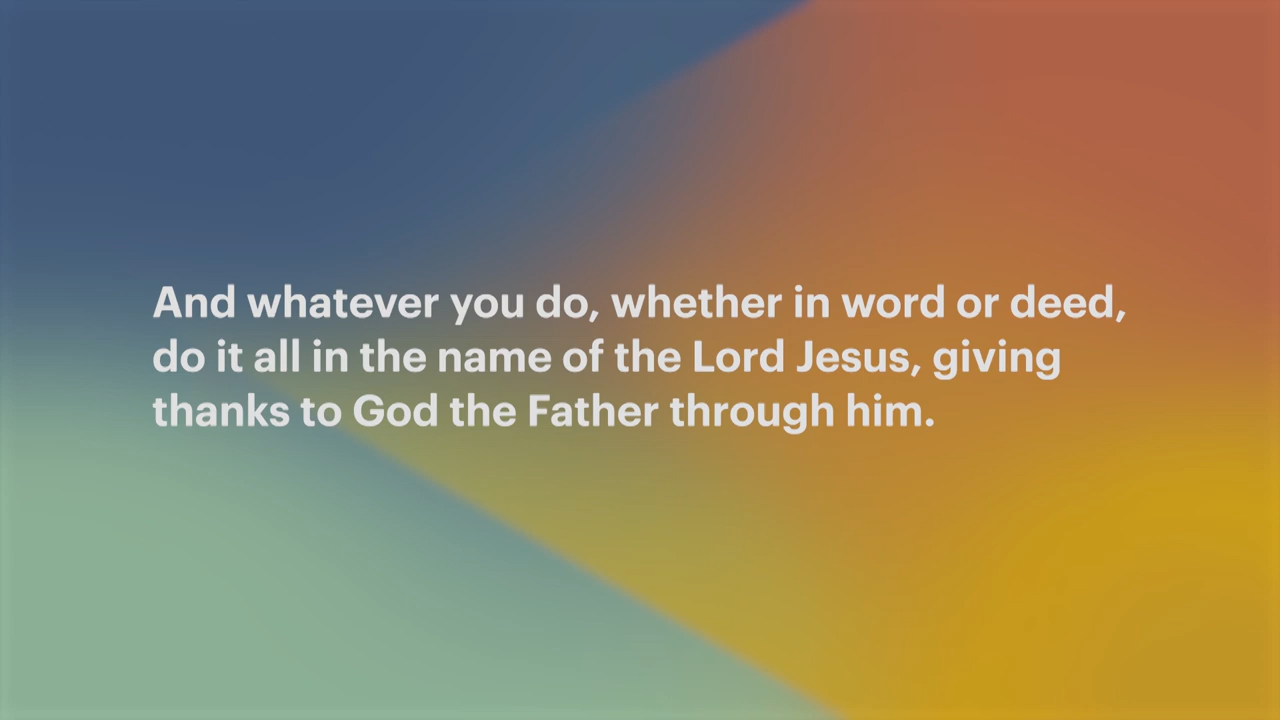 And whatever you do, whether in word or deed,
do it all in the name of the Lord Jesus, giving
thanks to God the Father through him.